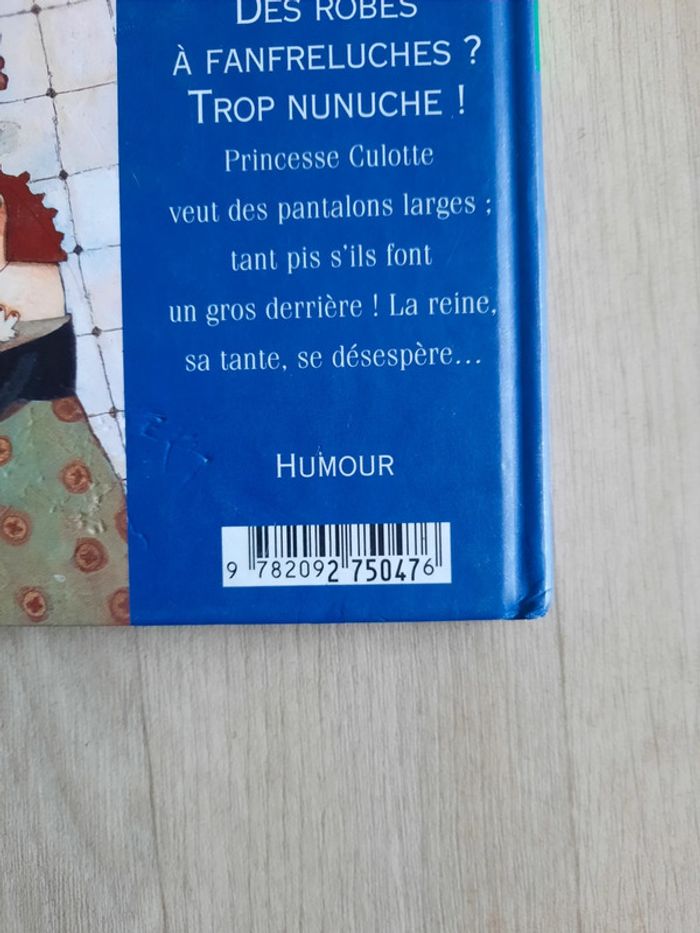 DES ROBES
À FANFRELUCHES ?
TROP NUNUCHE !
Princesse Culotte
veut des pantalons larges ;
tant pis s'ils font
un gros derrière ! La reine,
sa tante, se désespère...
HUMOUR
9 782092 750476